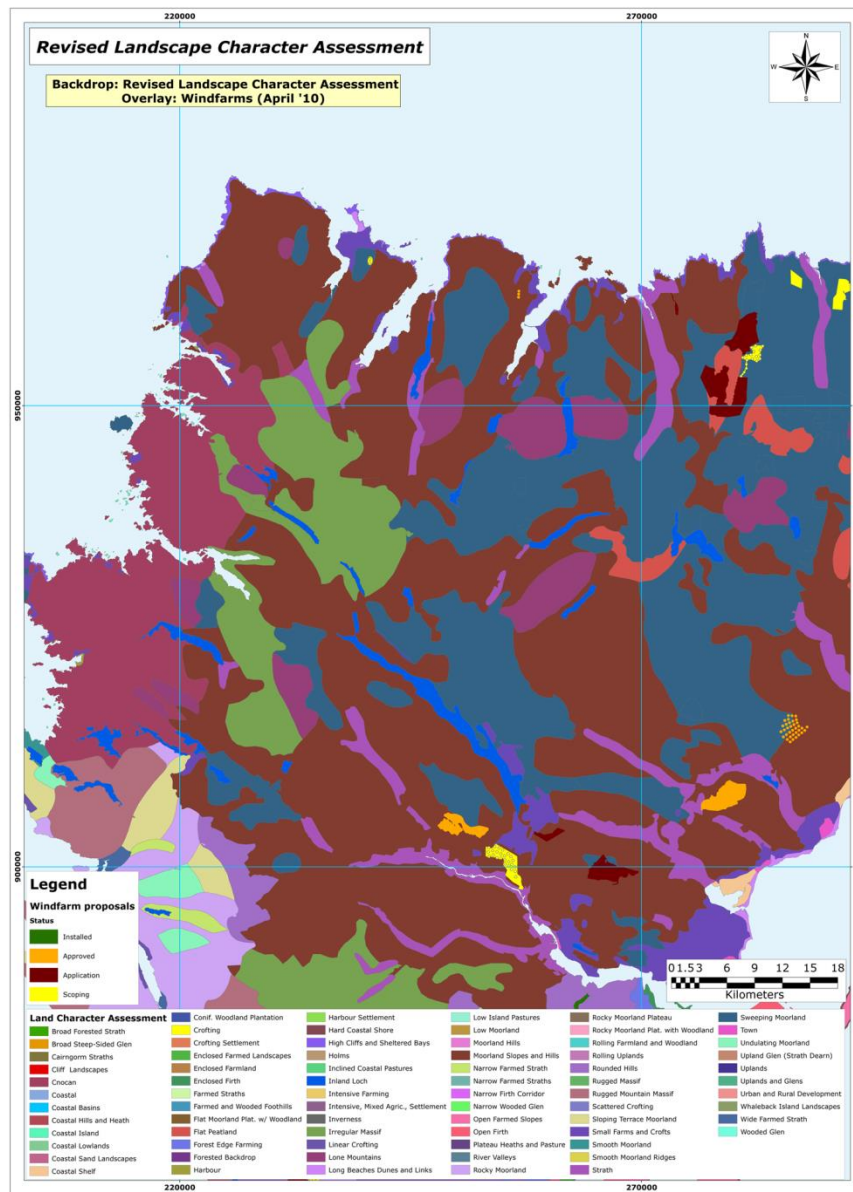 220000
270000
Revised Landscape Character Assessment
Backdrop: Revised Landscape Character Assessment
Overlay: Windfarms (April '10)
N
W
E
S
950000
900000
Legend
Windfarm proposals
Status
Installed
Approved
Application
Scoping
0 1.5 3 6 9 12 15 18
Kilometers
Land Character Assessment
Broad Forested Strath
Broad Steep-Sided Glen
Cairngorm Straths
Cliff Landscapes
Cnocan
Coastal
Coastal Basins
Coastal Hills and Heath
Coastal Island
Coastal Lowlands
Coastal Sand Landscapes
Coastal Shelf
Conif. Woodland Plantation
Crofting
Crofting Settlement
Enclosed Farmed Landscapes
Enclosed Farmland
Enclosed Firth
Farmed Straths
Farmed and Wooded Foothills
Flat Moorland Plat. w/ Woodland
Flat Peatland
Forest Edge Farming
Forested Backdrop
Harbour
Harbour Settlement
Hard Coastal Shore
High Cliffs and Sheltered Bays
Holms
Inclined Coastal Pastures
Inland Loch
Intensive Farming
Intensive, Mixed Agric., Settlement
Inverness
Irregular Massif
Linear Crofting
Lone Mountains
Long Beaches Dunes and Links
Low Island Pastures
Low Moorland
Moorland Hills
Moorland Slopes and Hills
Narrow Farmed Strath
Narrow Farmed Straths
Narrow Firth Corridor
Narrow Wooded Glen
Open Farmed Slopes
Open Firth
Plateau Heaths and Pasture
River Valleys
Rocky Moorland
Rocky Moorland Plateau
Rocky Moorland Plat. with Woodland
Rolling Farmland and Woodland
Rolling Uplands
Rounded Hills
Rugged Massif
Rugged Mountain Massif
Scattered Crofting
Sloping Terrace Moorland
Small Farms and Crofts
Smooth Moorland
Smooth Moorland Ridges
Strath
Sweeping Moorland
Town
Undulating Moorland
Upland Glen (Strath Dearn)
Uplands
Uplands and Glens
Urban and Rural Development
Whaleback Island Landscapes
Wide Farmed Strath
Wooded Glen
220000
270000